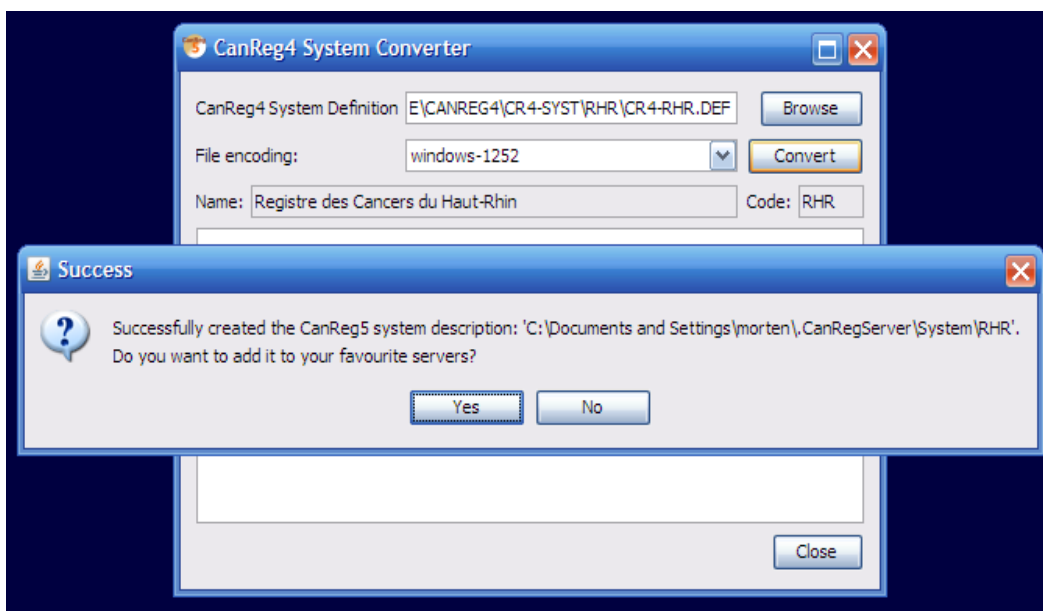 CanReg4 System Converter
CanReg4 System Definition E\CANREG4\CR4-SYST\RHR\CR4-RHR.DEF Browse
File encoding: windows-1252 Convert
Name: Registre des Cancers du Haut-Rhin Code: RHR
Success
Successfully created the CanReg5 system description: 'C:\Documents and Settings\morten\.CanRegServer\System\RHR'.
Do you want to add it to your favourite servers?
Yes No
Close